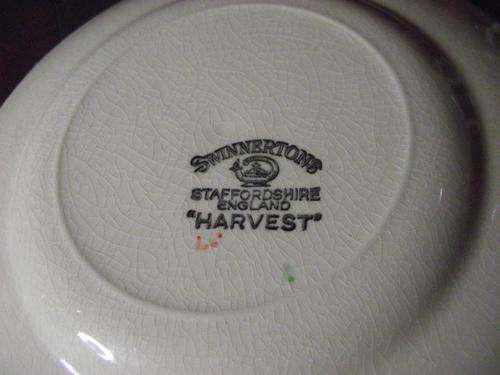 SWINNERTONS
STAFFORDSHIRE
ENGLAND
"HARVEST"